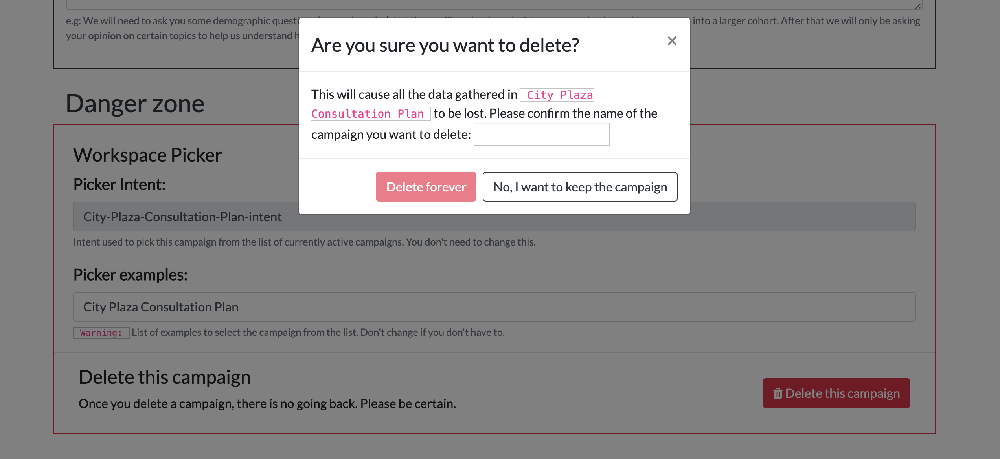 e.g: We will need to ask you some demographic questi
into a larger cohort. After that we will only be asking
your opinion on certain topics to help us understand h
Are you sure you want to delete?
This will cause all the data gathered in City Plaza
Consultation Plan to be lost. Please confirm the name of the
campaign you want to delete:
Delete forever
No, I want to keep the campaign
Danger zone
Workspace Picker
Picker Intent:
City-Plaza-Consultation-Plan-intent
Intent used to pick this campaign from the list of currently active campaigns. You don't need to change this.
Picker examples:
City Plaza Consultation Plan
Warning: List of examples to select the campaign from the list. Don't change if you don't have to.
Delete this campaign
Once you delete a campaign, there is no going back. Please be certain.
Delete this campaign